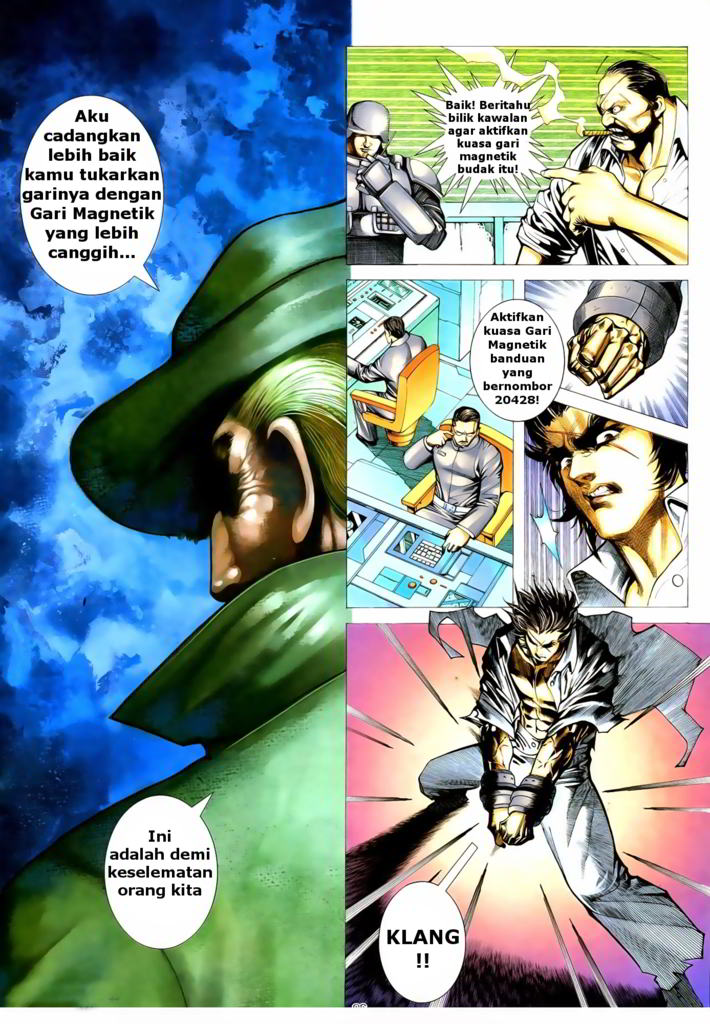 Aku
cadangkan
lebih baik
kamu tukarkan
garinya dengan
Gari Magnetik
yang lebih
canggih...
Ini
adalah demi
keselematan
orang kita
Baik! Beritahu
bilik kawalan
agar aktifkan
kuasa gari
magnetik
budak itu!
Aktifkan
kuasa Gari
Magnetik
banduan
yang
bernombor
20428!
KLANG
!!